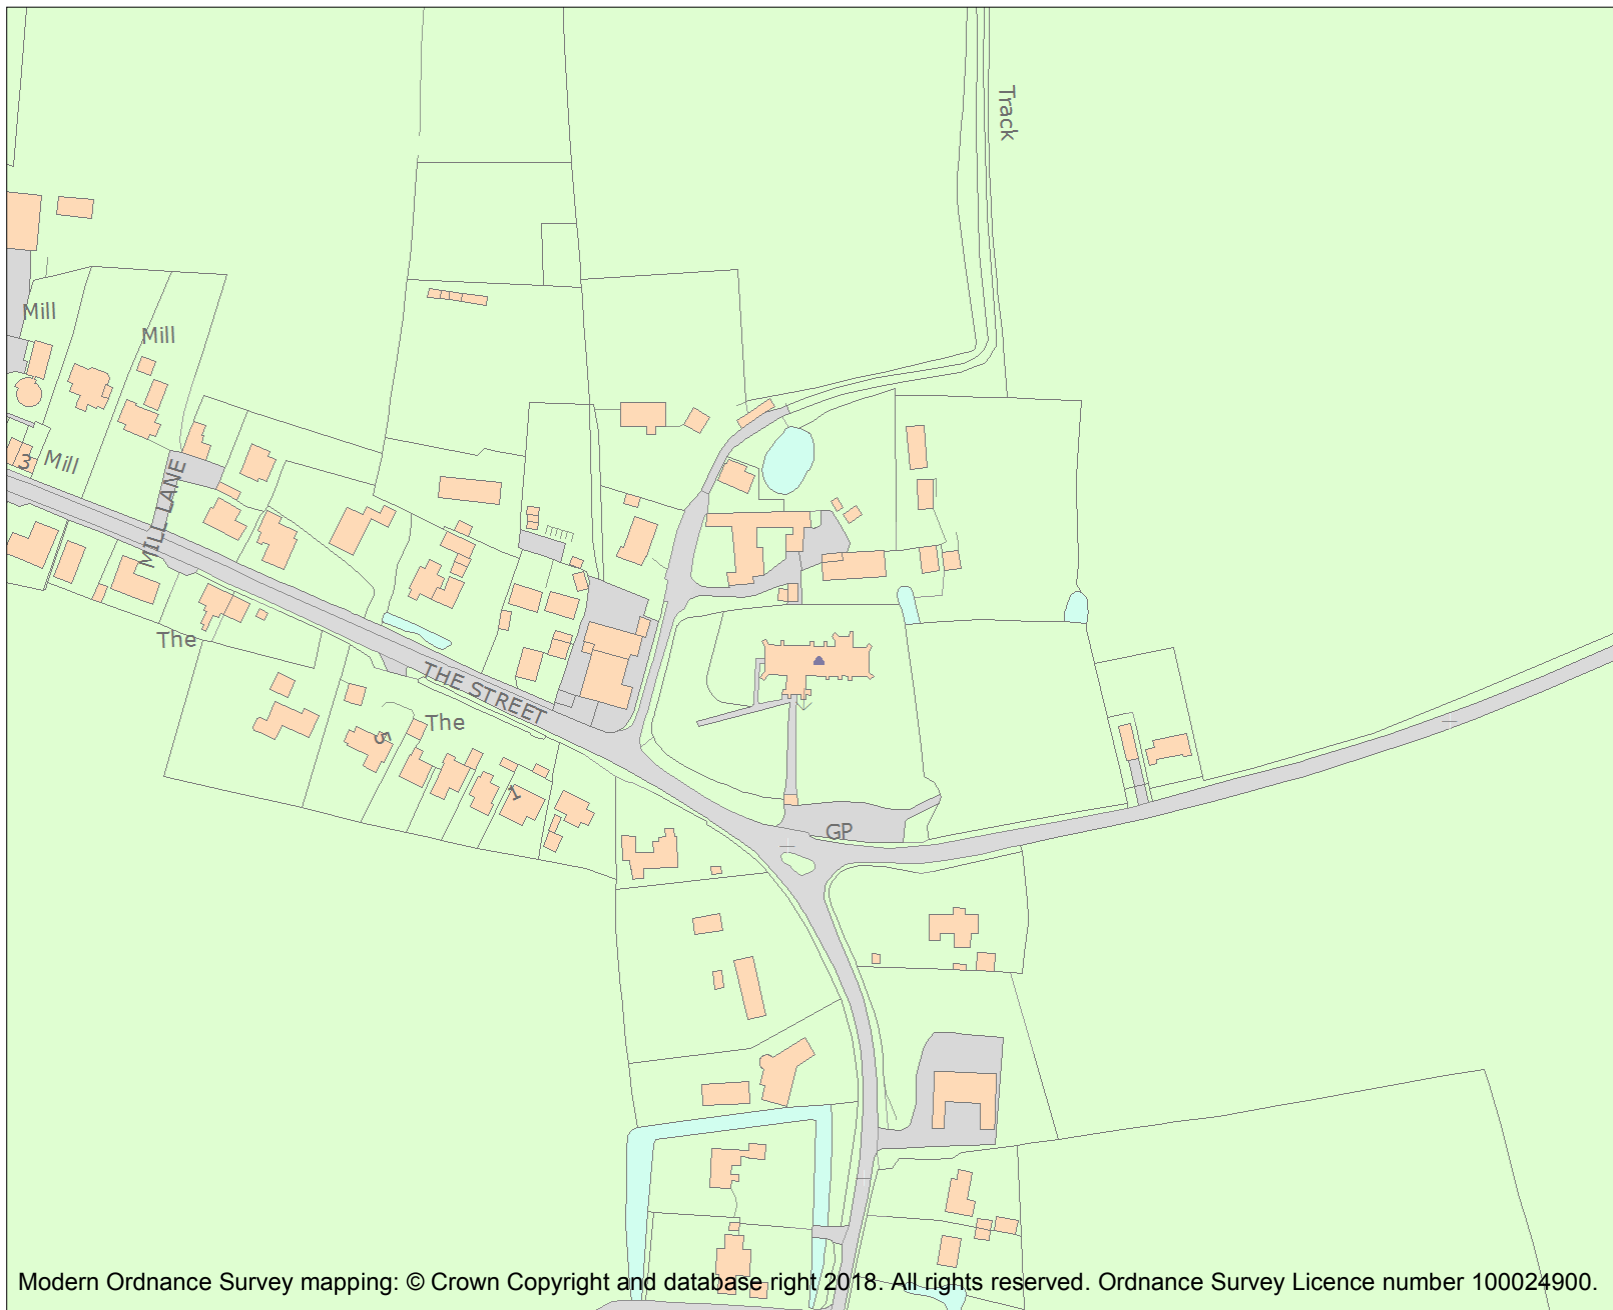 Track
Mill
Mill
3
Mill
MILL LANE
The
THE STREET
The
5
1
GP
Modern Ordnance Survey mapping: © Crown Copyright and database right 2018. All rights reserved. Ordnance Survey Licence number 100024900.